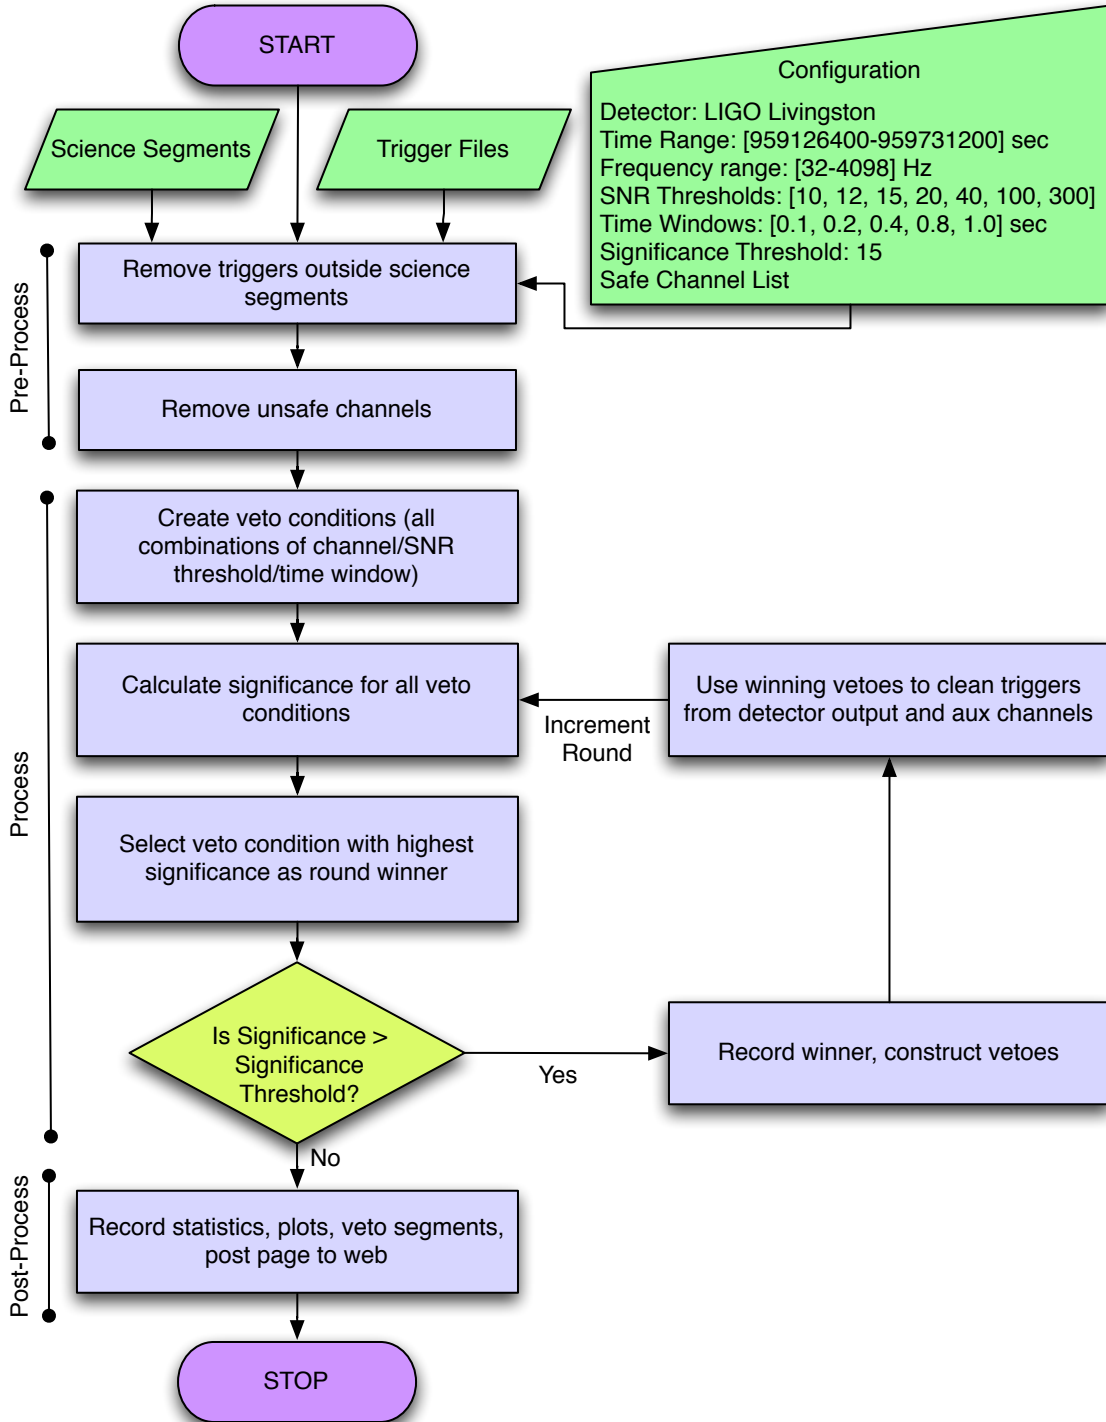 START
Configuration
Detector: LIGO Livingston
Time Range: [959126400-959731200] sec
Frequency range: [32-4098] Hz
SNR Thresholds: [10, 12, 15, 20, 40, 100, 300]
Time Windows: [0.1, 0.2, 0.4, 0.8, 1.0] sec
Significance Threshold: 15
Safe Channel List
Science Segments
Trigger Files
Pre-Process
Remove triggers outside science
segments
Remove unsafe channels
Process
Create veto conditions (all
combinations of channel/SNR
threshold/time window)
Calculate significance for all veto
conditions
Increment
Round
Use winning vetoes to clean triggers
from detector output and aux channels
Select veto condition with highest
significance as round winner
Is Significance >
Significance
Threshold?
Yes
Record winner, construct vetoes
No
Post-Process
Record statistics, plots, veto segments,
post page to web
STOP